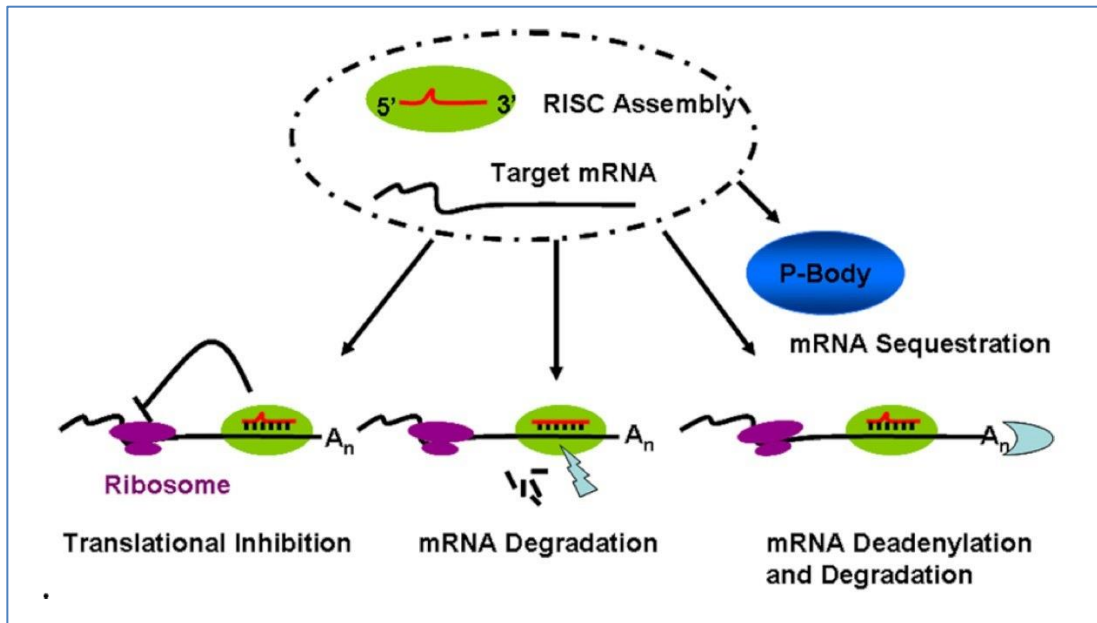 5’ 3’ RISC Assembly
Target mRNA
P-Body
mRNA Sequestration
An
An
An
Ribosome
Translational Inhibition
mRNA Degradation
mRNA Deadenylation
and Degradation
.